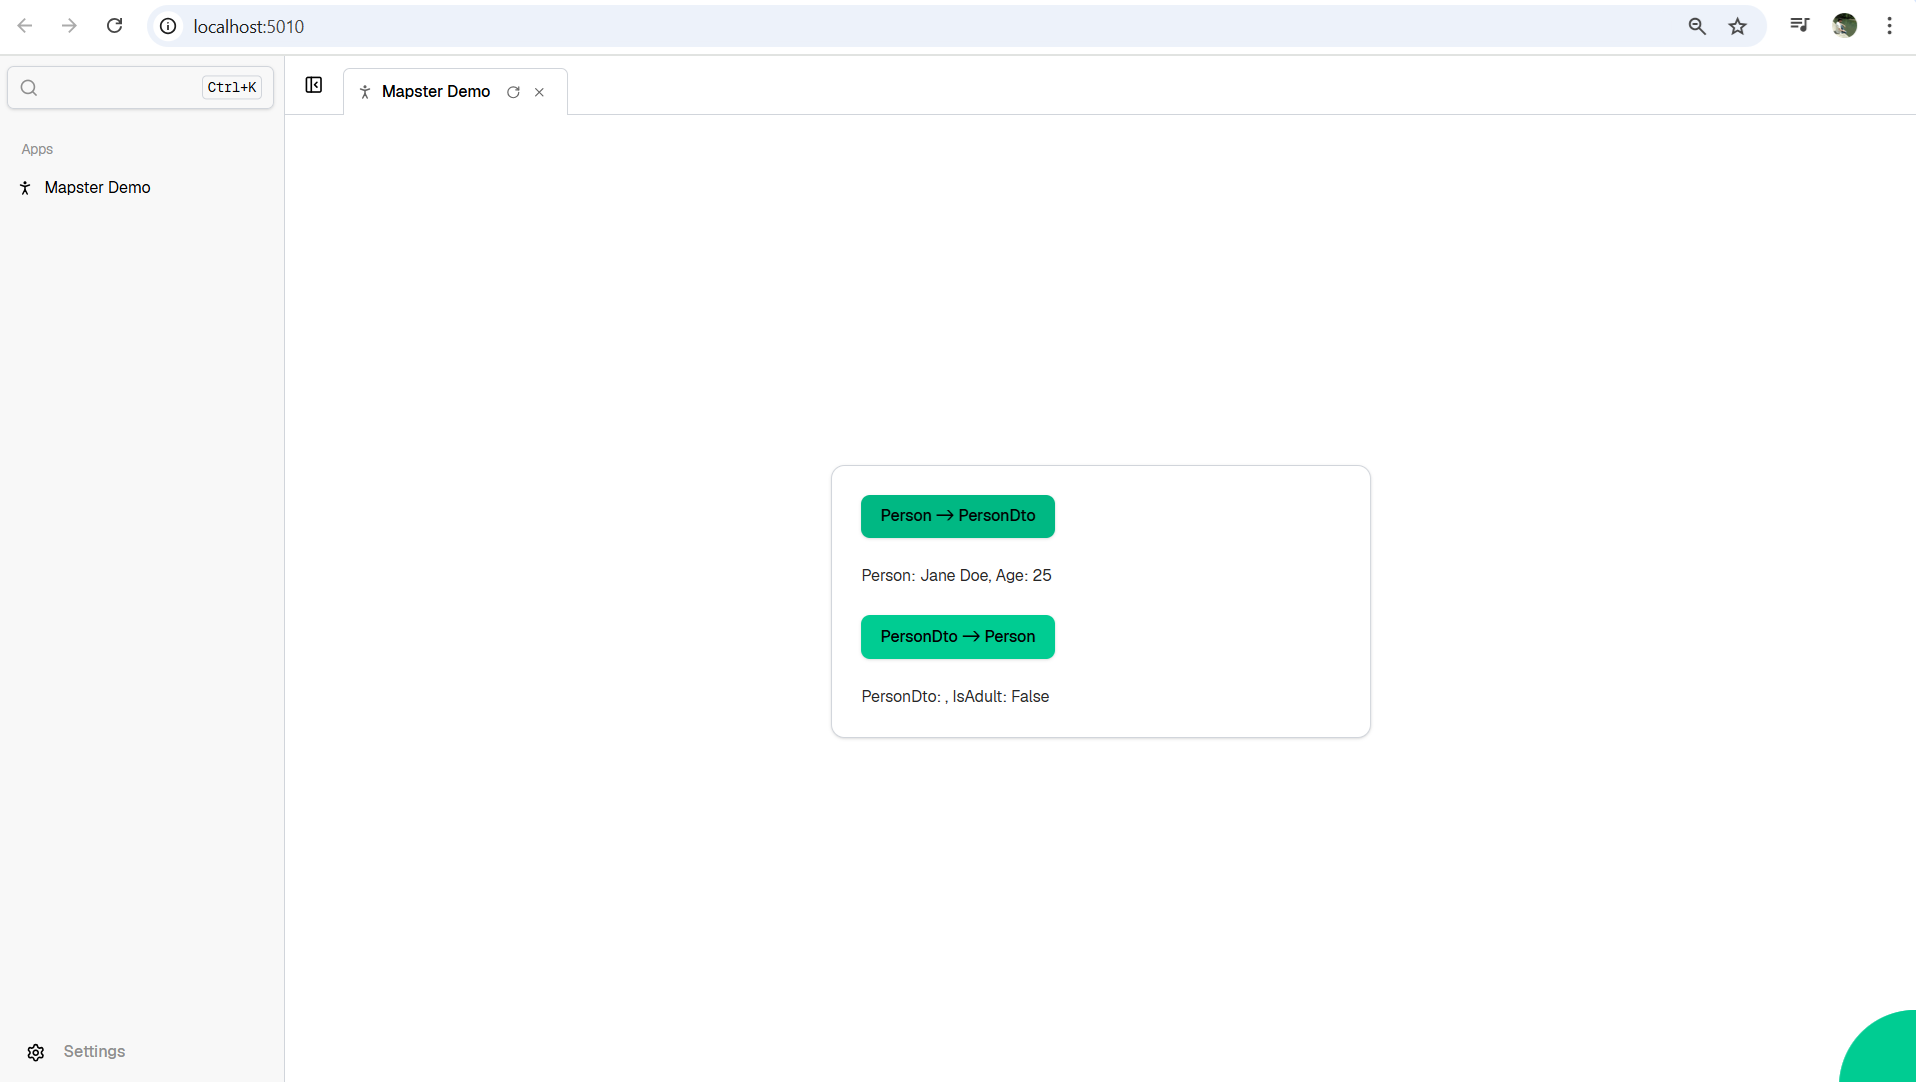 localhost:5010
Ctrl+K
Mapster Demo
Apps
Mapster Demo
Person → PersonDto
Person: Jane Doe, Age: 25
PersonDto → Person
PersonDto: , IsAdult: False
Settings